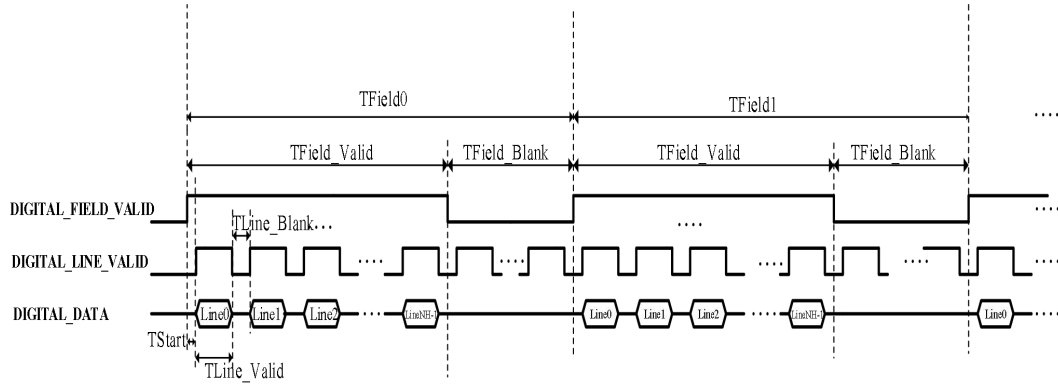 TField0 TField1
....
TField_Valid TField_Blank TField_Valid TField_Blank
DIGITAL_FIELD_VALID ....
TLine_Blank.... ....
DIGITAL_LINE_VALID .... .... .... .... ....
DIGITAL_DATA Line0 Line1 Line2 .... LineNH-1 Line0 Line1 Line2 .... LineNH-1 Line0 ....
TStart
TLine_Valid